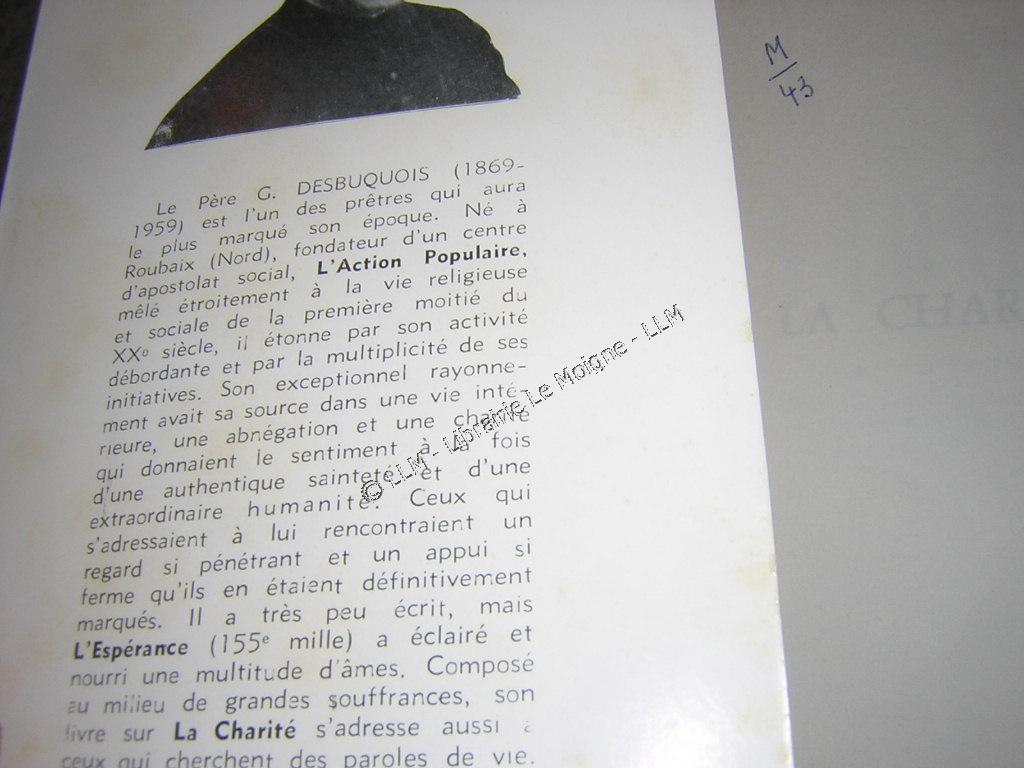 Le Père G. DESBUQUOIS (1869-
1959) est l'un des prêtres qui aura
le plus marqué son époque. Né à
Roubaix (Nord), fondateur d'un centre
d'apostolat social, L'Action Populaire,
mêlé étroitement à la vie religieuse
et sociale de la première moitié du
XXe siècle, il étonne par son activité
débordante et par la multiplicité de ses
initiatives. Son exceptionnel rayonne-
ment avait sa source dans une vie inté-
rieure, une abnégation et une charité
qui donnaient le sentiment à la fois
d'une authentique sainteté et d'une
extraordinaire humanité. Ceux qui
s'adressaient à lui rencontraient un
regard si pénétrant et un appui si
ferme qu'ils en étaient définitivement
marqués. Il a très peu écrit, mais
L'Espérance (155e mille) a éclairé et
nourri une multitude d'âmes. Composé
au milieu de grandes souffrances, son
livre sur La Charité s'adresse aussi à
ceux qui cherchent des paroles de vie.
M
43
LA CHAR
© LLM - Librairie Le Moigne - LLM